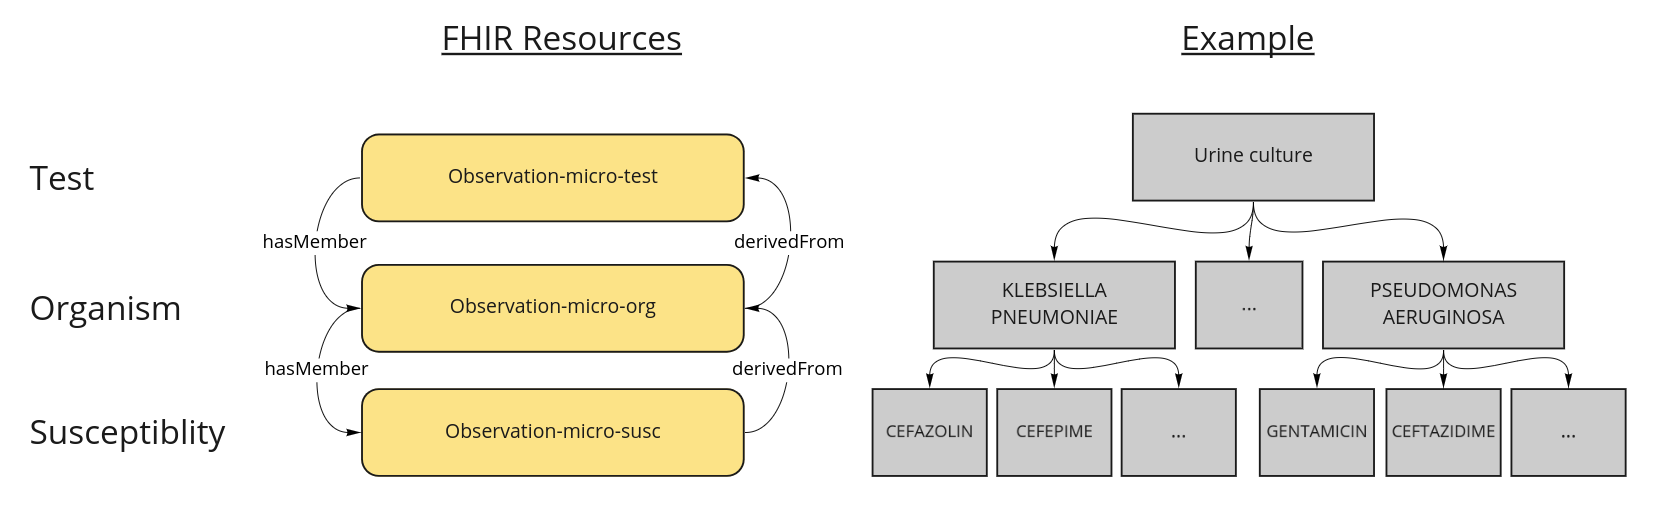 FHIR Resources
Example
Test
Observation-micro-test
Urine culture
hasMember
derivedFrom
Organism
Observation-micro-org
KLEBSIELLA
PNEUMONIAE
...
PSEUDOMONAS
AERUGINOSA
hasMember
derivedFrom
Susceptiblity
Observation-micro-susc
CEFAZOLIN
CEFEPIME
...
GENTAMICIN
CEFTAZIDIME
...